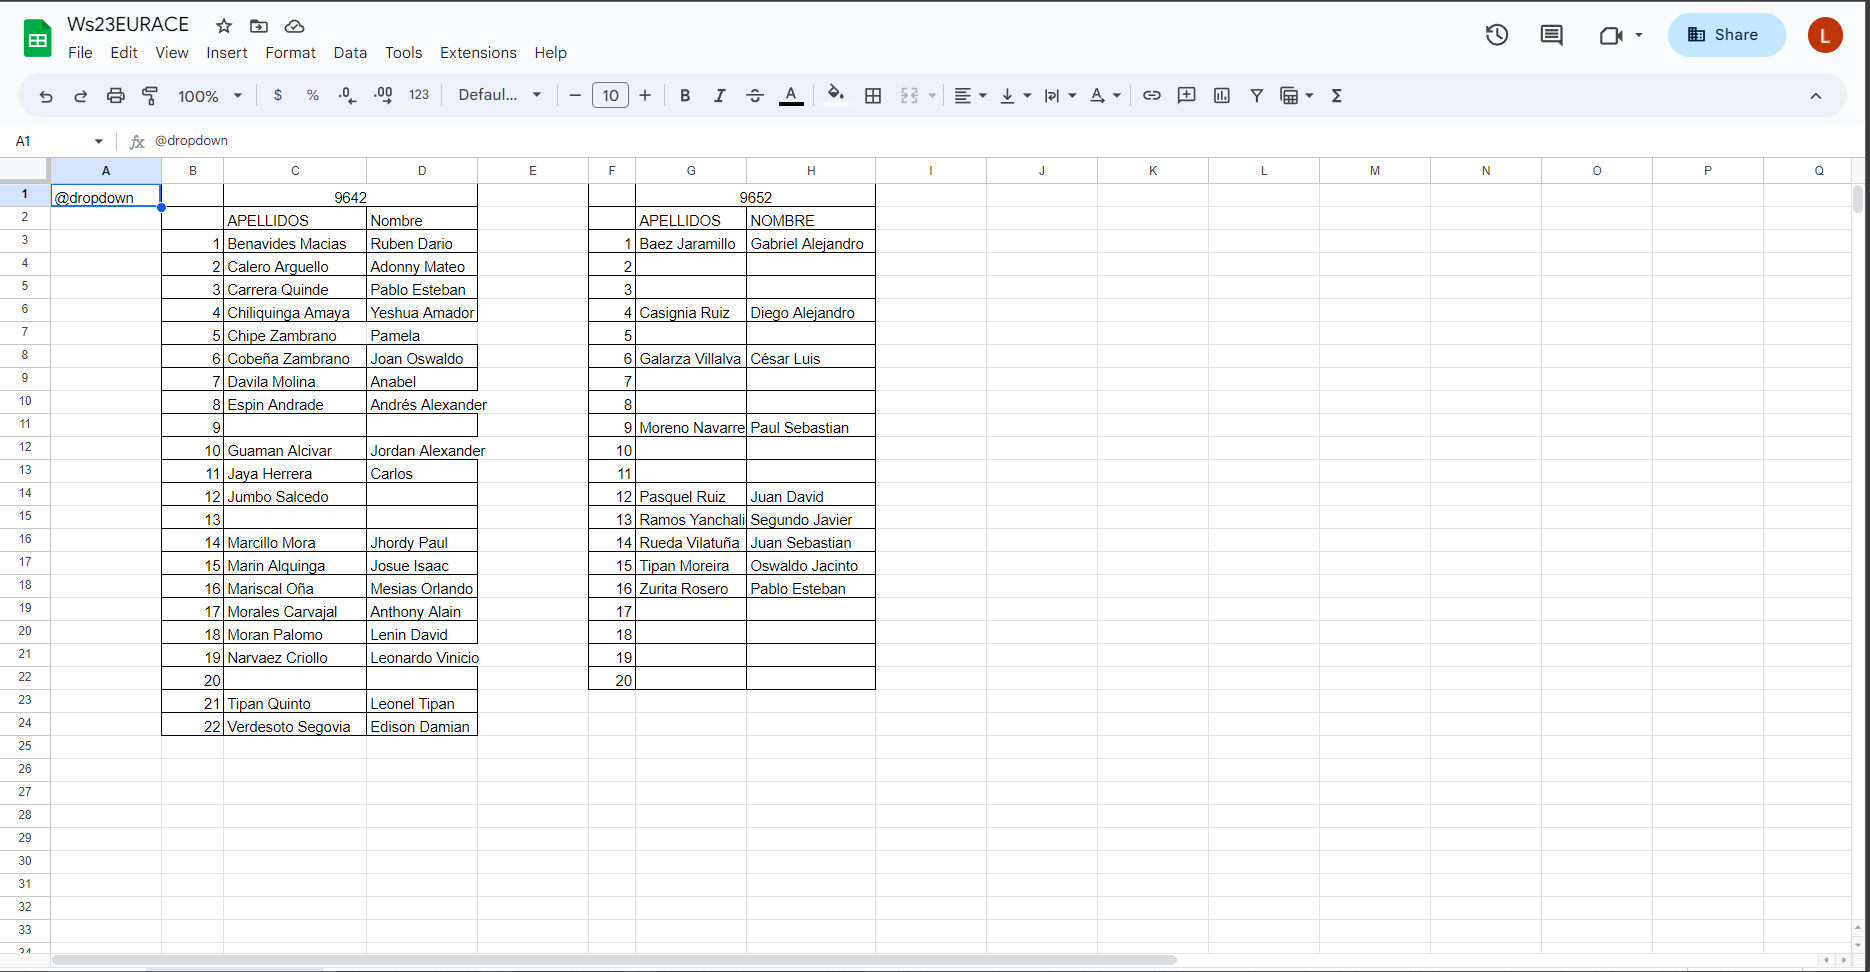 Ws23EURACE
File Edit View Insert Format Data Tools Extensions Help
Share
L
100% $ % .0 .00 123 Defaul... 10 B I A
A1 fx @dropdown
A B C D E F G H I J K L M N O P Q
1 @dropdown 9642 9652
2 APELLIDOS Nombre APELLIDOS NOMBRE
3 1 Benavides Macias Ruben Dario 1 Baez Jaramillo Gabriel Alejandro
4 2 Calero Arguello Adonny Mateo 2
5 3 Carrera Quinde Pablo Esteban 3
6 4 Chiliquinga Amaya Yeshua Amador 4 Casignia Ruiz Diego Alejandro
7 5 Chipe Zambrano Pamela 5
8 6 Cobeña Zambrano Joan Oswaldo 6 Galarza Villalva César Luis
9 7 Davila Molina Anabel 7
10 8 Espin Andrade Andrés Alexander 8
11 9 9 Moreno Navarre Paul Sebastian
12 10 Guaman Alcivar Jordan Alexander 10
13 11 Jaya Herrera Carlos 11
14 12 Jumbo Salcedo 12 Pasquel Ruiz Juan David
15 13 13 Ramos Yanchali Segundo Javier
16 14 Marcillo Mora Jhordy Paul 14 Rueda Vilatuña Juan Sebastian
17 15 Marin Alquinga Josue Isaac 15 Tipan Moreira Oswaldo Jacinto
18 16 Mariscal Oña Mesias Orlando 16 Zurita Rosero Pablo Esteban
19 17 Morales Carvajal Anthony Alain 17
20 18 Moran Palomo Lenin David 18
21 19 Narvaez Criollo Leonardo Vinicio 19
22 20 20
23 21 Tipan Quinto Leonel Tipan
24 22 Verdesoto Segovia Edison Damian
25
26
27
28
29
30
31
32
33
34